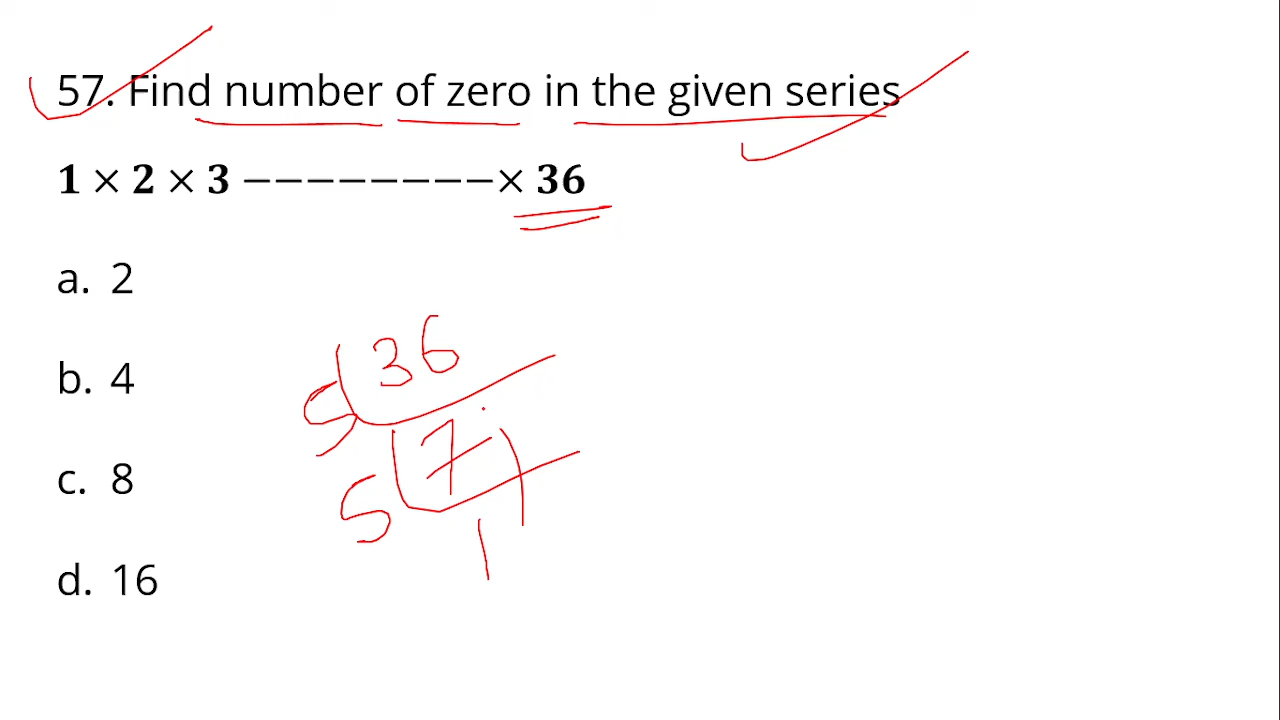 57. Find number of zero in the given series
1 × 2 × 3 −−−−−−−−× 36
a. 2
b. 4
c. 8
d. 16
5 36
5 7
1